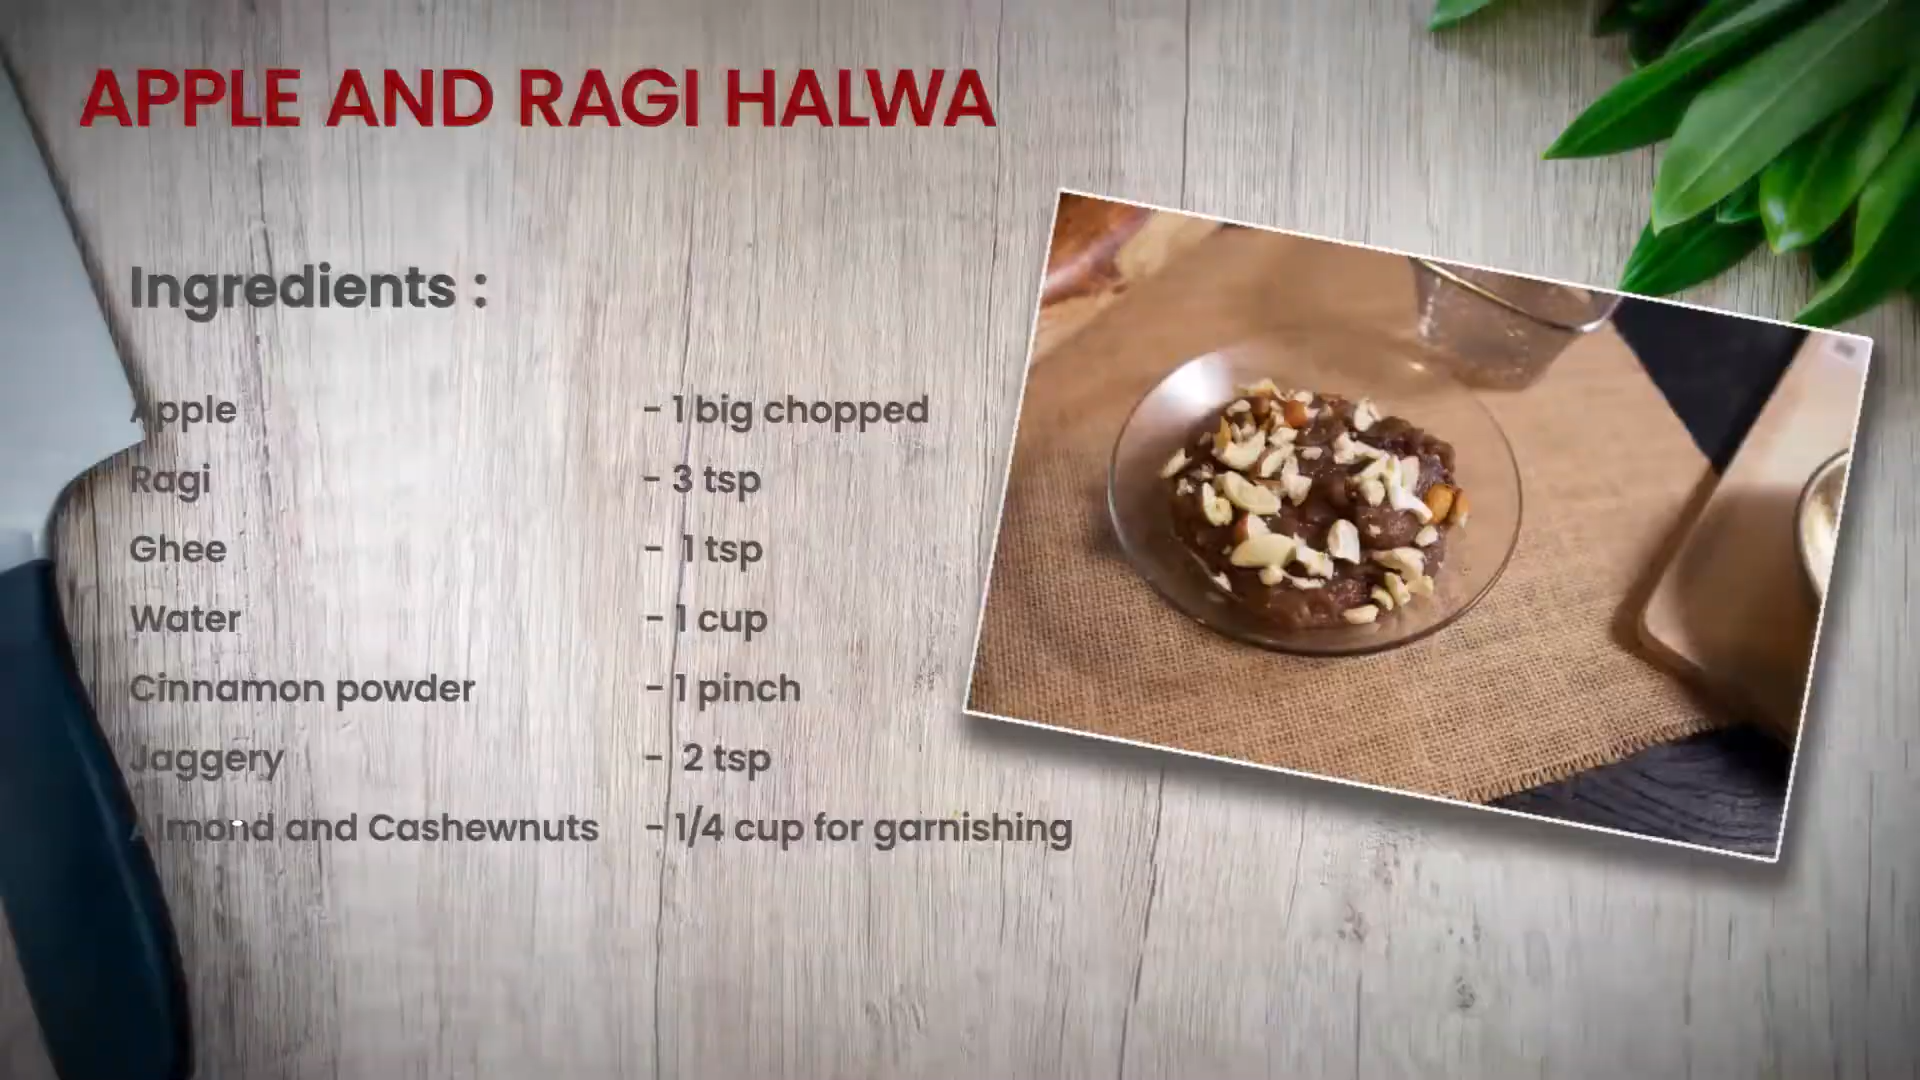 APPLE AND RAGI HALWA
Ingredients :
Apple - 1 big chopped
Ragi - 3 tsp
Ghee - 1 tsp
Water - 1 cup
Cinnamon powder - 1 pinch
Jaggery - 2 tsp
Almond and Cashewnuts - 1/4 cup for garnishing